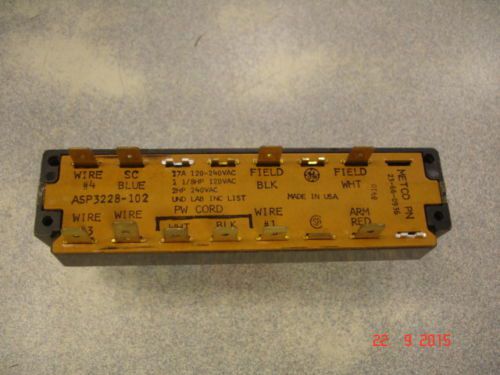 WIRE #4
SC BLUE
17A 120-240VAC
1 1/8HP 120VAC
2HP 240VAC
UND LAB INC LIST
FIELD BLK
GE
MADE IN USA
FIELD WHT
METCO PN
ASP3228-102
WIRE
WIRE
PW CORD
WHT
BLK
WIRE #1
ARM RED
22 9 2015